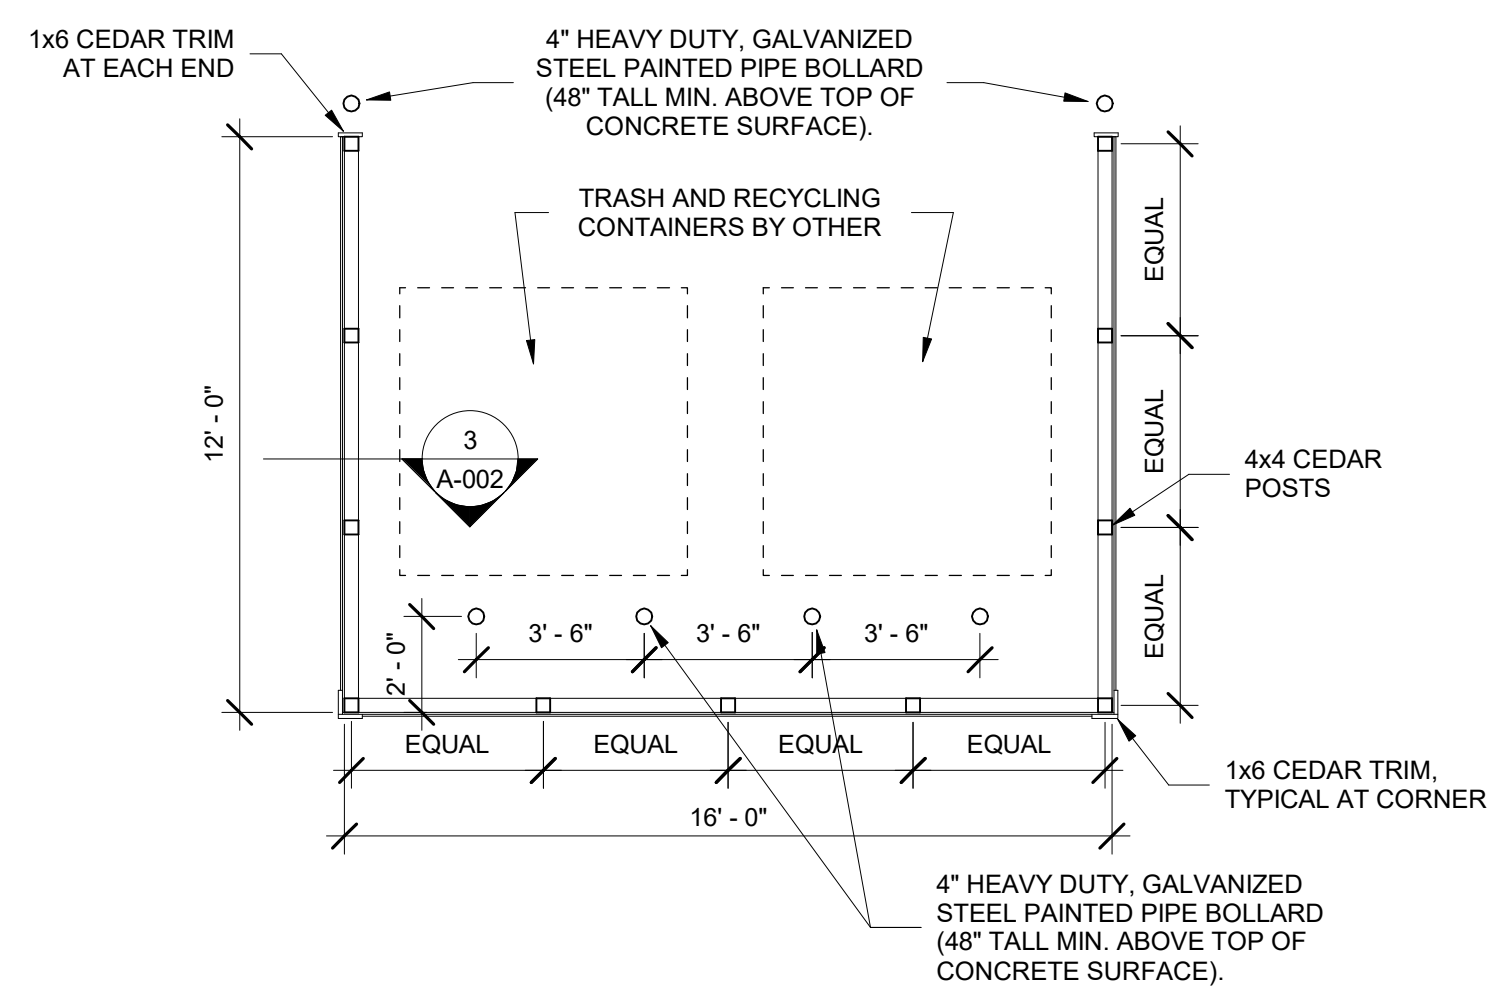 1x6 CEDAR TRIM
AT EACH END
4" HEAVY DUTY, GALVANIZED
STEEL PAINTED PIPE BOLLARD
(48" TALL MIN. ABOVE TOP OF
CONCRETE SURFACE).
TRASH AND RECYCLING
CONTAINERS BY OTHER
EQUAL
12' - 0"
3
A-002
EQUAL
4x4 CEDAR
POSTS
EQUAL
2' - 0"
3' - 6"
3' - 6"
3' - 6"
EQUAL
EQUAL
EQUAL
EQUAL
1x6 CEDAR TRIM,
TYPICAL AT CORNER
16' - 0"
4" HEAVY DUTY, GALVANIZED
STEEL PAINTED PIPE BOLLARD
(48" TALL MIN. ABOVE TOP OF
CONCRETE SURFACE).